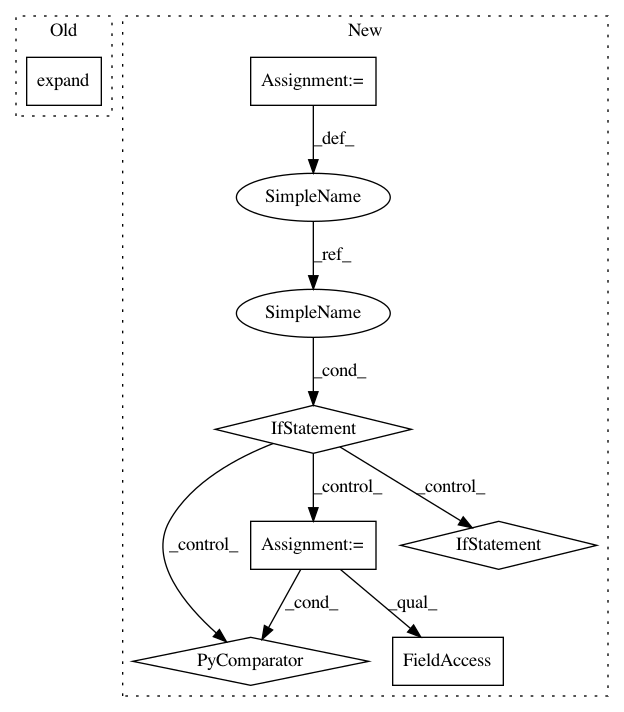 Old
New
expand
Assignment:=
_def_
SimpleName
_ref_
SimpleName
_cond_
IfStatement
_control_
_control_
_control_
Assignment:=
IfStatement
_cond_
_qual_
PyComparator
FieldAccess